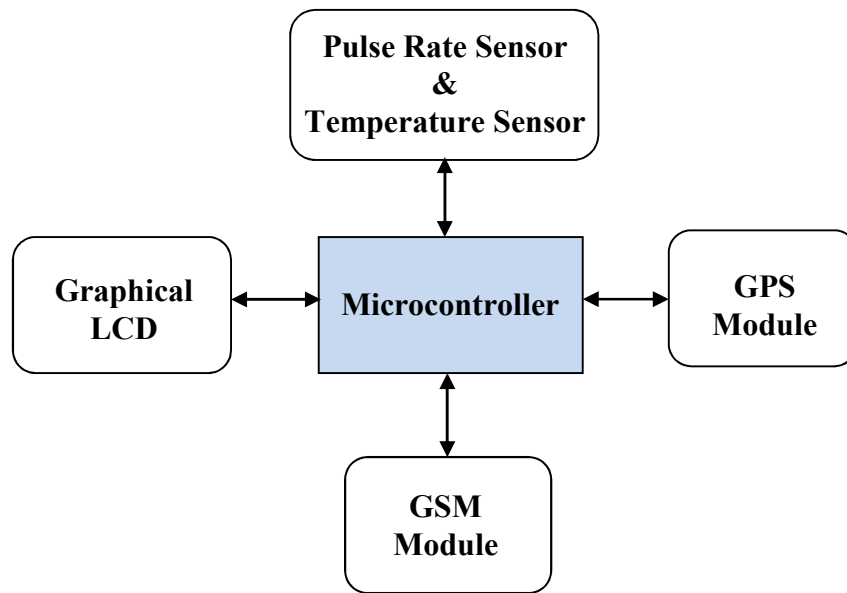 Pulse Rate Sensor
&
Temperature Sensor
Graphical
LCD
Microcontroller
GPS
Module
GSM
Module